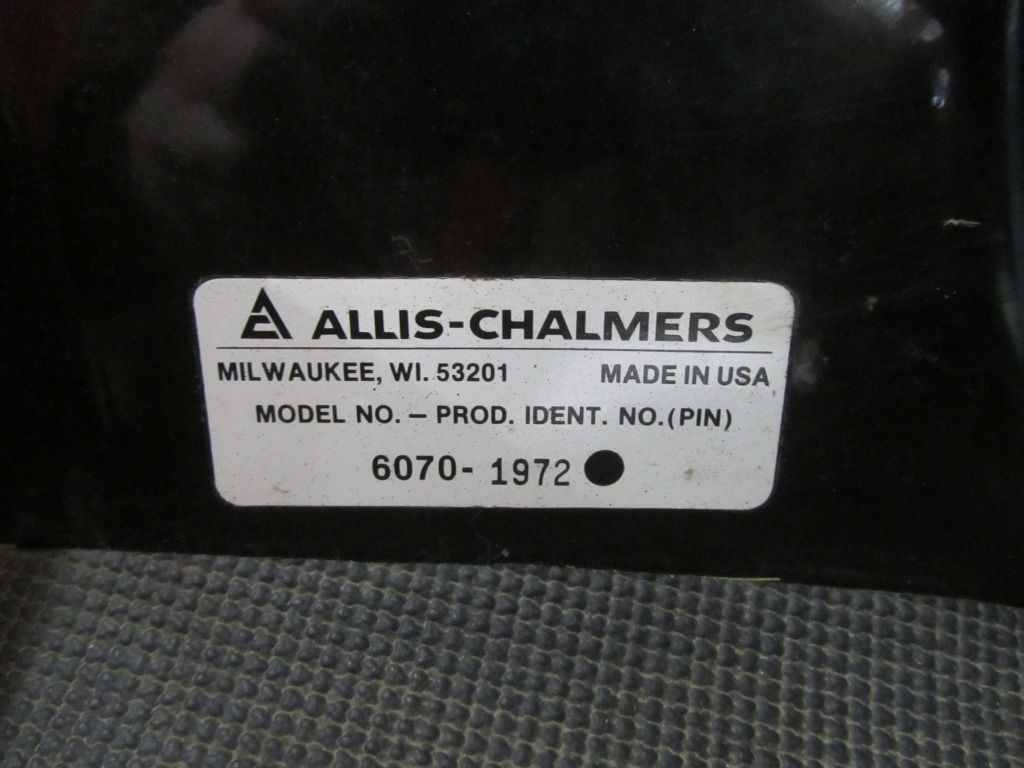 ALLIS-CHALMERS
MILWAUKEE, WI. 53201 MADE IN USA
MODEL NO. – PROD. IDENT. NO. (PIN)
6070- 1972